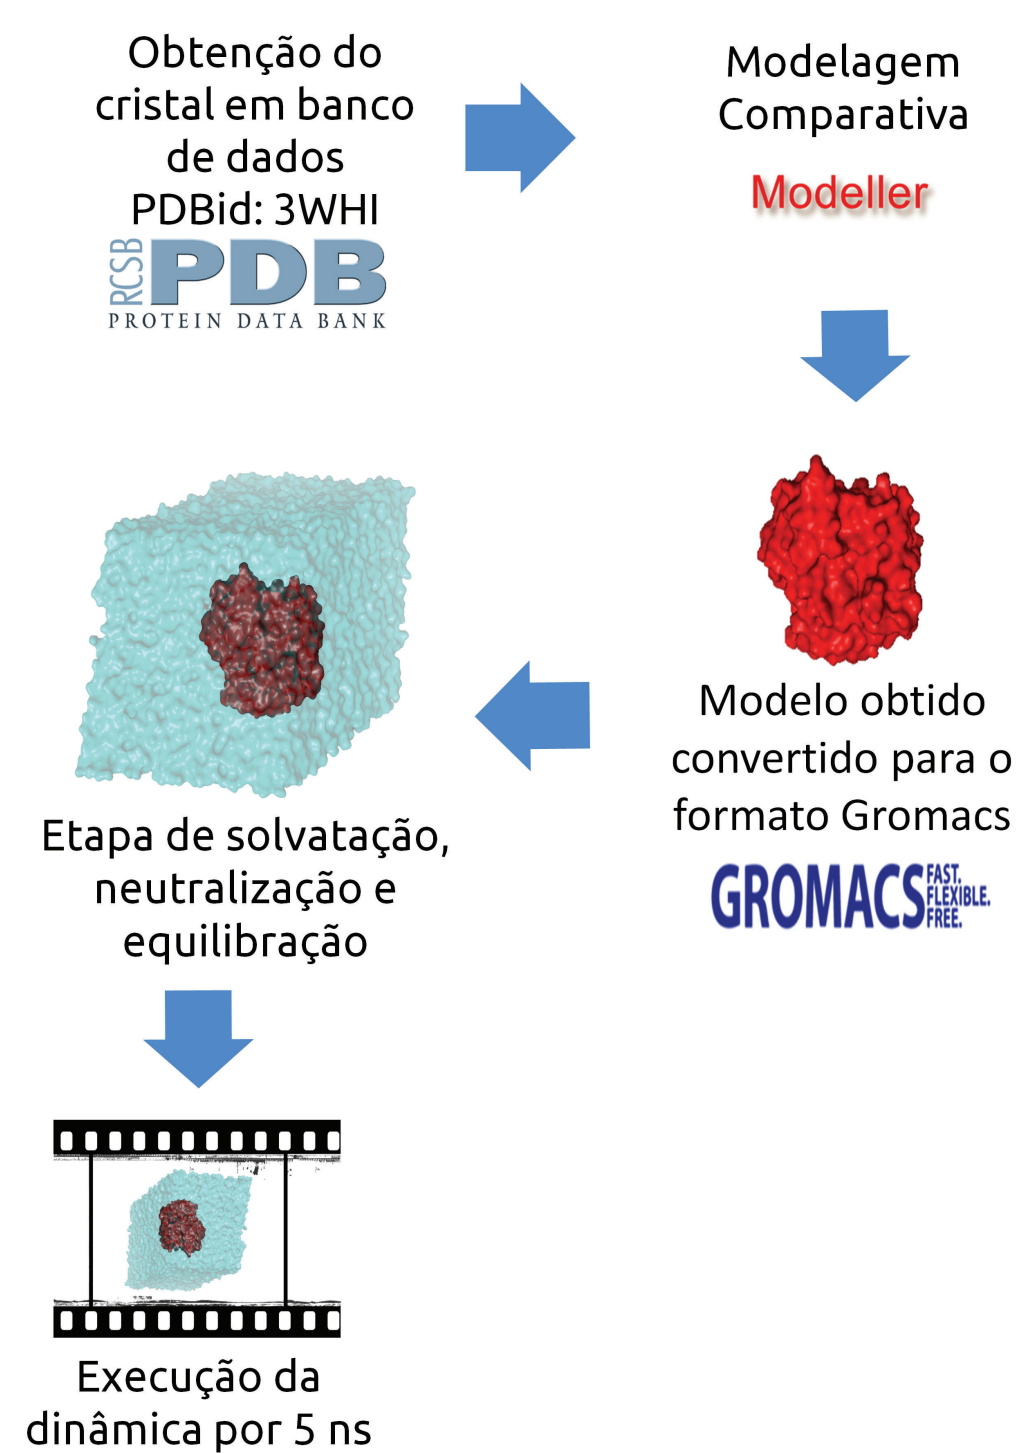 Obtenção do
cristal em banco
de dados
PDBid: 3WHI
RCSB
PDB
PROTEIN DATA BANK
Modelagem
Comparativa
Modeller
Modelo obtido
convertido para o
formato Gromacs
GROMACS
FAST.
FLEXIBLE.
FREE.
Etapa de solvatação,
neutralização e
equilibração
Execução da
dinâmica por 5 ns